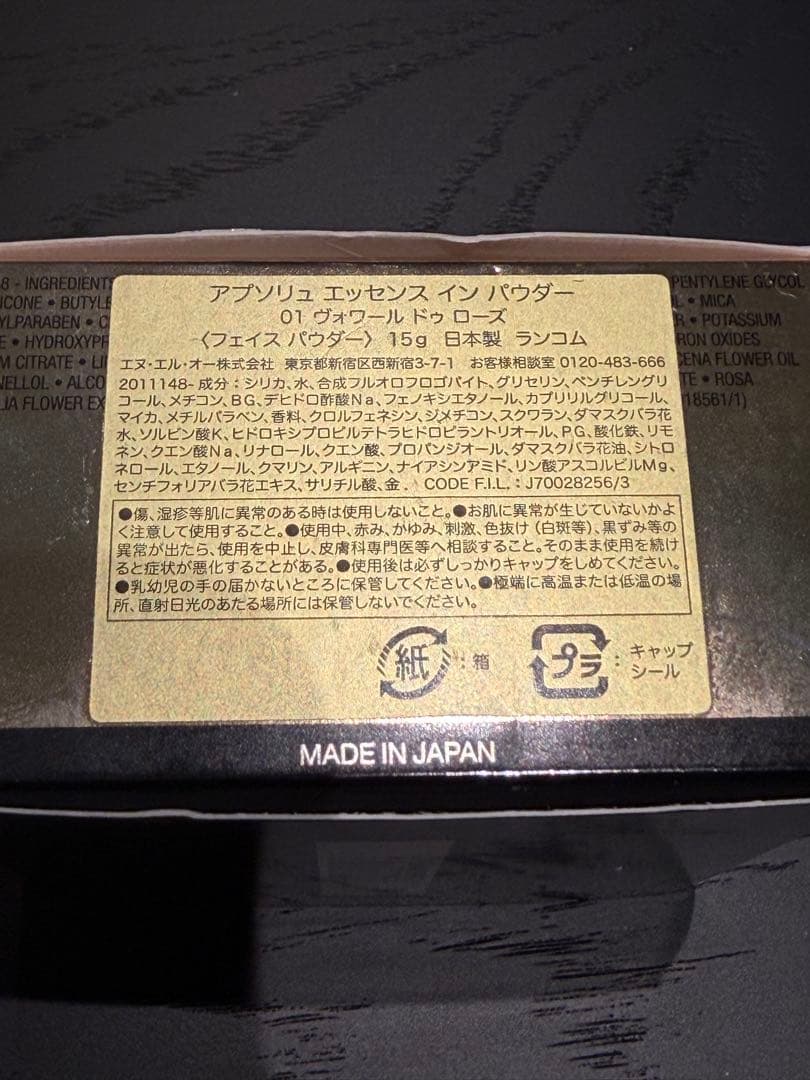 8 - INGREDIENTS
PENTYLENE GLYCOL
ICONE • BUTYLE
• MICA
YLPARABEN • C
• POTASSIUM
E • HYDROXYPR
IRON OXIDES
M CITRATE • LI
CENA FLOWER OIL
NELLOL • ALCO
• ROSA
LIA FLOWER EX
18561/1)
アプソリュ エッセンス イン パウダー
01 ヴォワール ドゥ ローズ
〈フェイス パウダー〉 15g 日本製 ランコム
エヌ・エル・オー株式会社 東京都新宿区西新宿3-7-1 お客様相談室 0120-483-666
2011148- 成分：シリカ、水、合成フルオロフロゴパイト、グリセリン、ペンチレングリ
コール、メチコン、BG、デヒドロ酢酸Na、フェノキシエタノール、カプリリルグリコール、
マイカ、メチルパラベン、香料、クロルフェネシン、ジメチコン、スクワラン、ダマスクバラ花
水、ソルビン酸K、ヒドロキシプロピルテトラヒドロピラントリオール、PG、酸化鉄、リモ
ネン、クエン酸Na、リナロール、クエン酸、プロパンジオール、ダマスクバラ花油、シトロ
ネロール、エタノール、クマリン、アルギニン、ナイアシンアミド、リン酸アスコルビルMg、
センチフォリアバラ花エキス、サリチル酸、金． CODE F.I.L.：J70028256/3
●傷、湿疹等肌に異常のある時は使用しないこと。●お肌に異常が生じていないかよ
く注意して使用すること。●使用中、赤み、かゆみ、刺激、色抜け（白斑等）、黒ずみ等の
異常が出たら、使用を中止し、皮膚科専門医等へ相談すること。そのまま使用を続け
ると症状が悪化することがある。●使用後は必ずしっかりキャップをしめてください。
●乳幼児の手の届かないところに保管してください。●極端に高温または低温の場
所、直射日光のあたる場所には保管しないでください。
紙：箱 プラ：キャップ
シール
MADE IN JAPAN